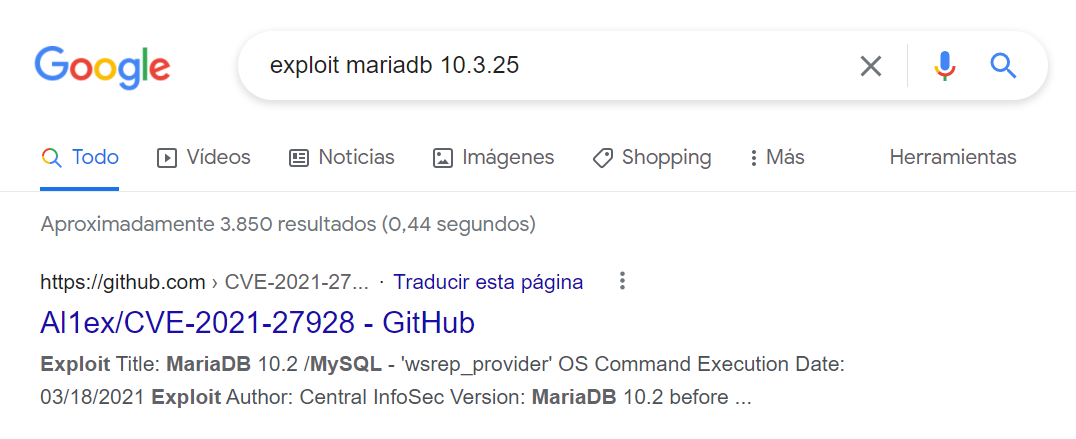 Google
exploit mariadb 10.3.25
Todo Vídeos Noticias Imágenes Shopping Más Herramientas
Aproximadamente 3.850 resultados (0,44 segundos)
https://github.com › CVE-2021-27... · Traducir esta página
Al1ex/CVE-2021-27928 - GitHub
Exploit Title: MariaDB 10.2 /MySQL - 'wsrep_provider' OS Command Execution Date:
03/18/2021 Exploit Author: Central InfoSec Version: MariaDB 10.2 before ...